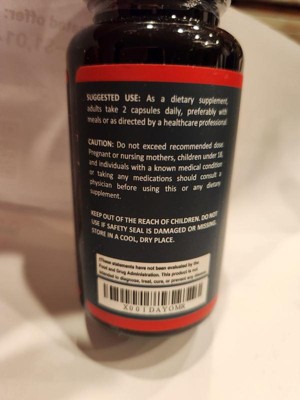 SUGGESTED USE: As a dietary supplement,
adults take 2 capsules daily, preferably with
meals or as directed by a healthcare professional.
CAUTION: Do not exceed recommended dose.
Pregnant or nursing mothers, children under 18,
and individuals with a known medical condition
or taking any medications should consult a
physician before using this or any dietary
supplement.
KEEP OUT OF THE REACH OF CHILDREN. DO NOT
USE IF SAFETY SEAL IS DAMAGED OR MISSING.
STORE IN A COOL, DRY PLACE.
These statements have not been evaluated by the
Food and Drug Administration. This product is not
intended to diagnose, treat, cure, or prevent any
X001DAYOMR
offer: